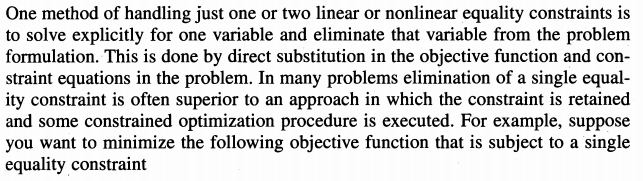 One method of handling just one or two linear or nonlinear equality constraints is
to solve explicitly for one variable and eliminate that variable from the problem
formulation. This is done by direct substitution in the objective function and con-
straint equations in the problem. In many problems elimination of a single equal-
ity constraint is often superior to an approach in which the constraint is retained
and some constrained optimization procedure is executed. For example, suppose
you want to minimize the following objective function that is subject to a single
equality constraint